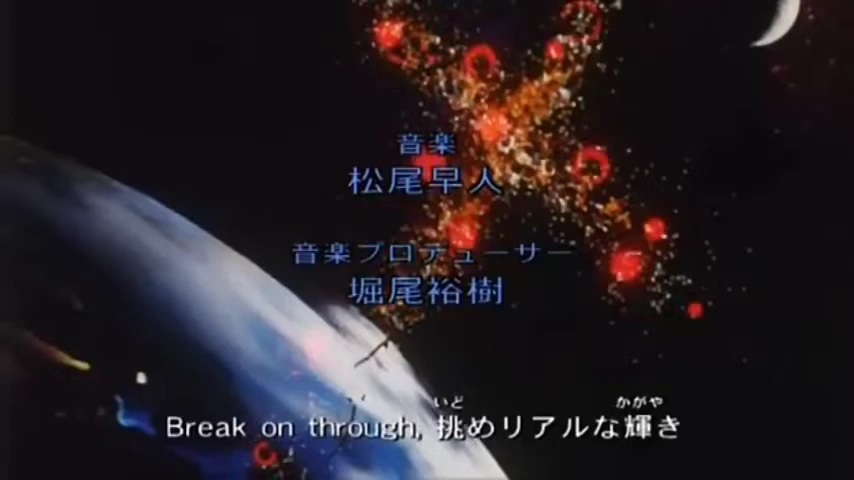 音楽
松尾早人
音楽プロデューサー
堀尾裕樹
いど かがや
Break on through, 挑めリアルな輝き